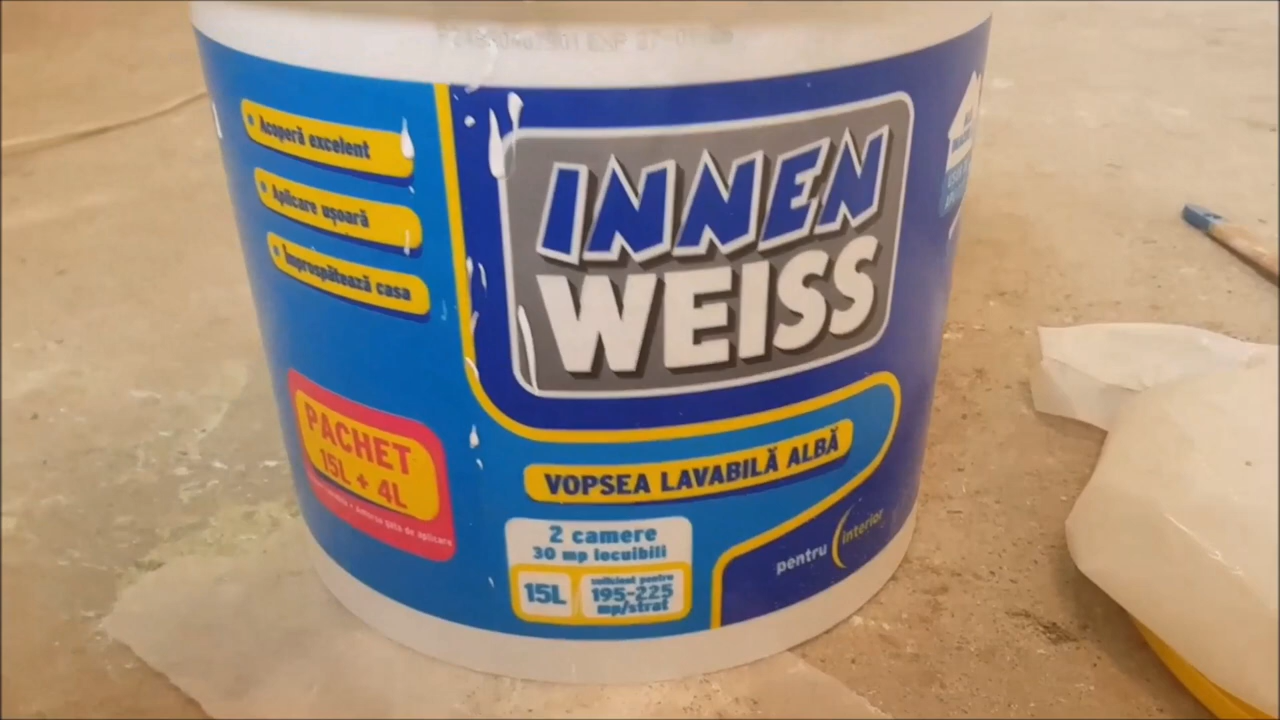 Acoperă excelent
Aplicare ușoară
Împrospătează casa
INNEN
WEISS
PACHET
15L + 4L
VOPSEA LAVABILĂ ALBĂ
2 camere
30 mp locuibili
15L
suficient pentru
195-225
mp/strat
pentru interior